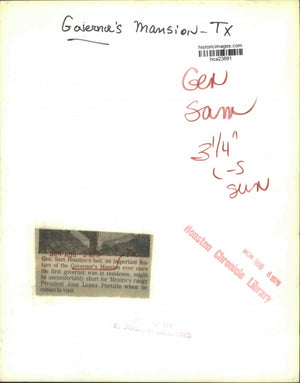 Governor's Mansion - TX
historicimages.com
hca23891
Gen
Sam
3 1/4"
L-S
SUN
Gen. Sam Houston's bed, an important fea-
ture of the Governor's Mansion ever since
the first governor was in residence, might
be uncomfortably short for Mexico's rangy
President Jose Lopez Portillo when he
comes to visit.
Houston Chronicle Library